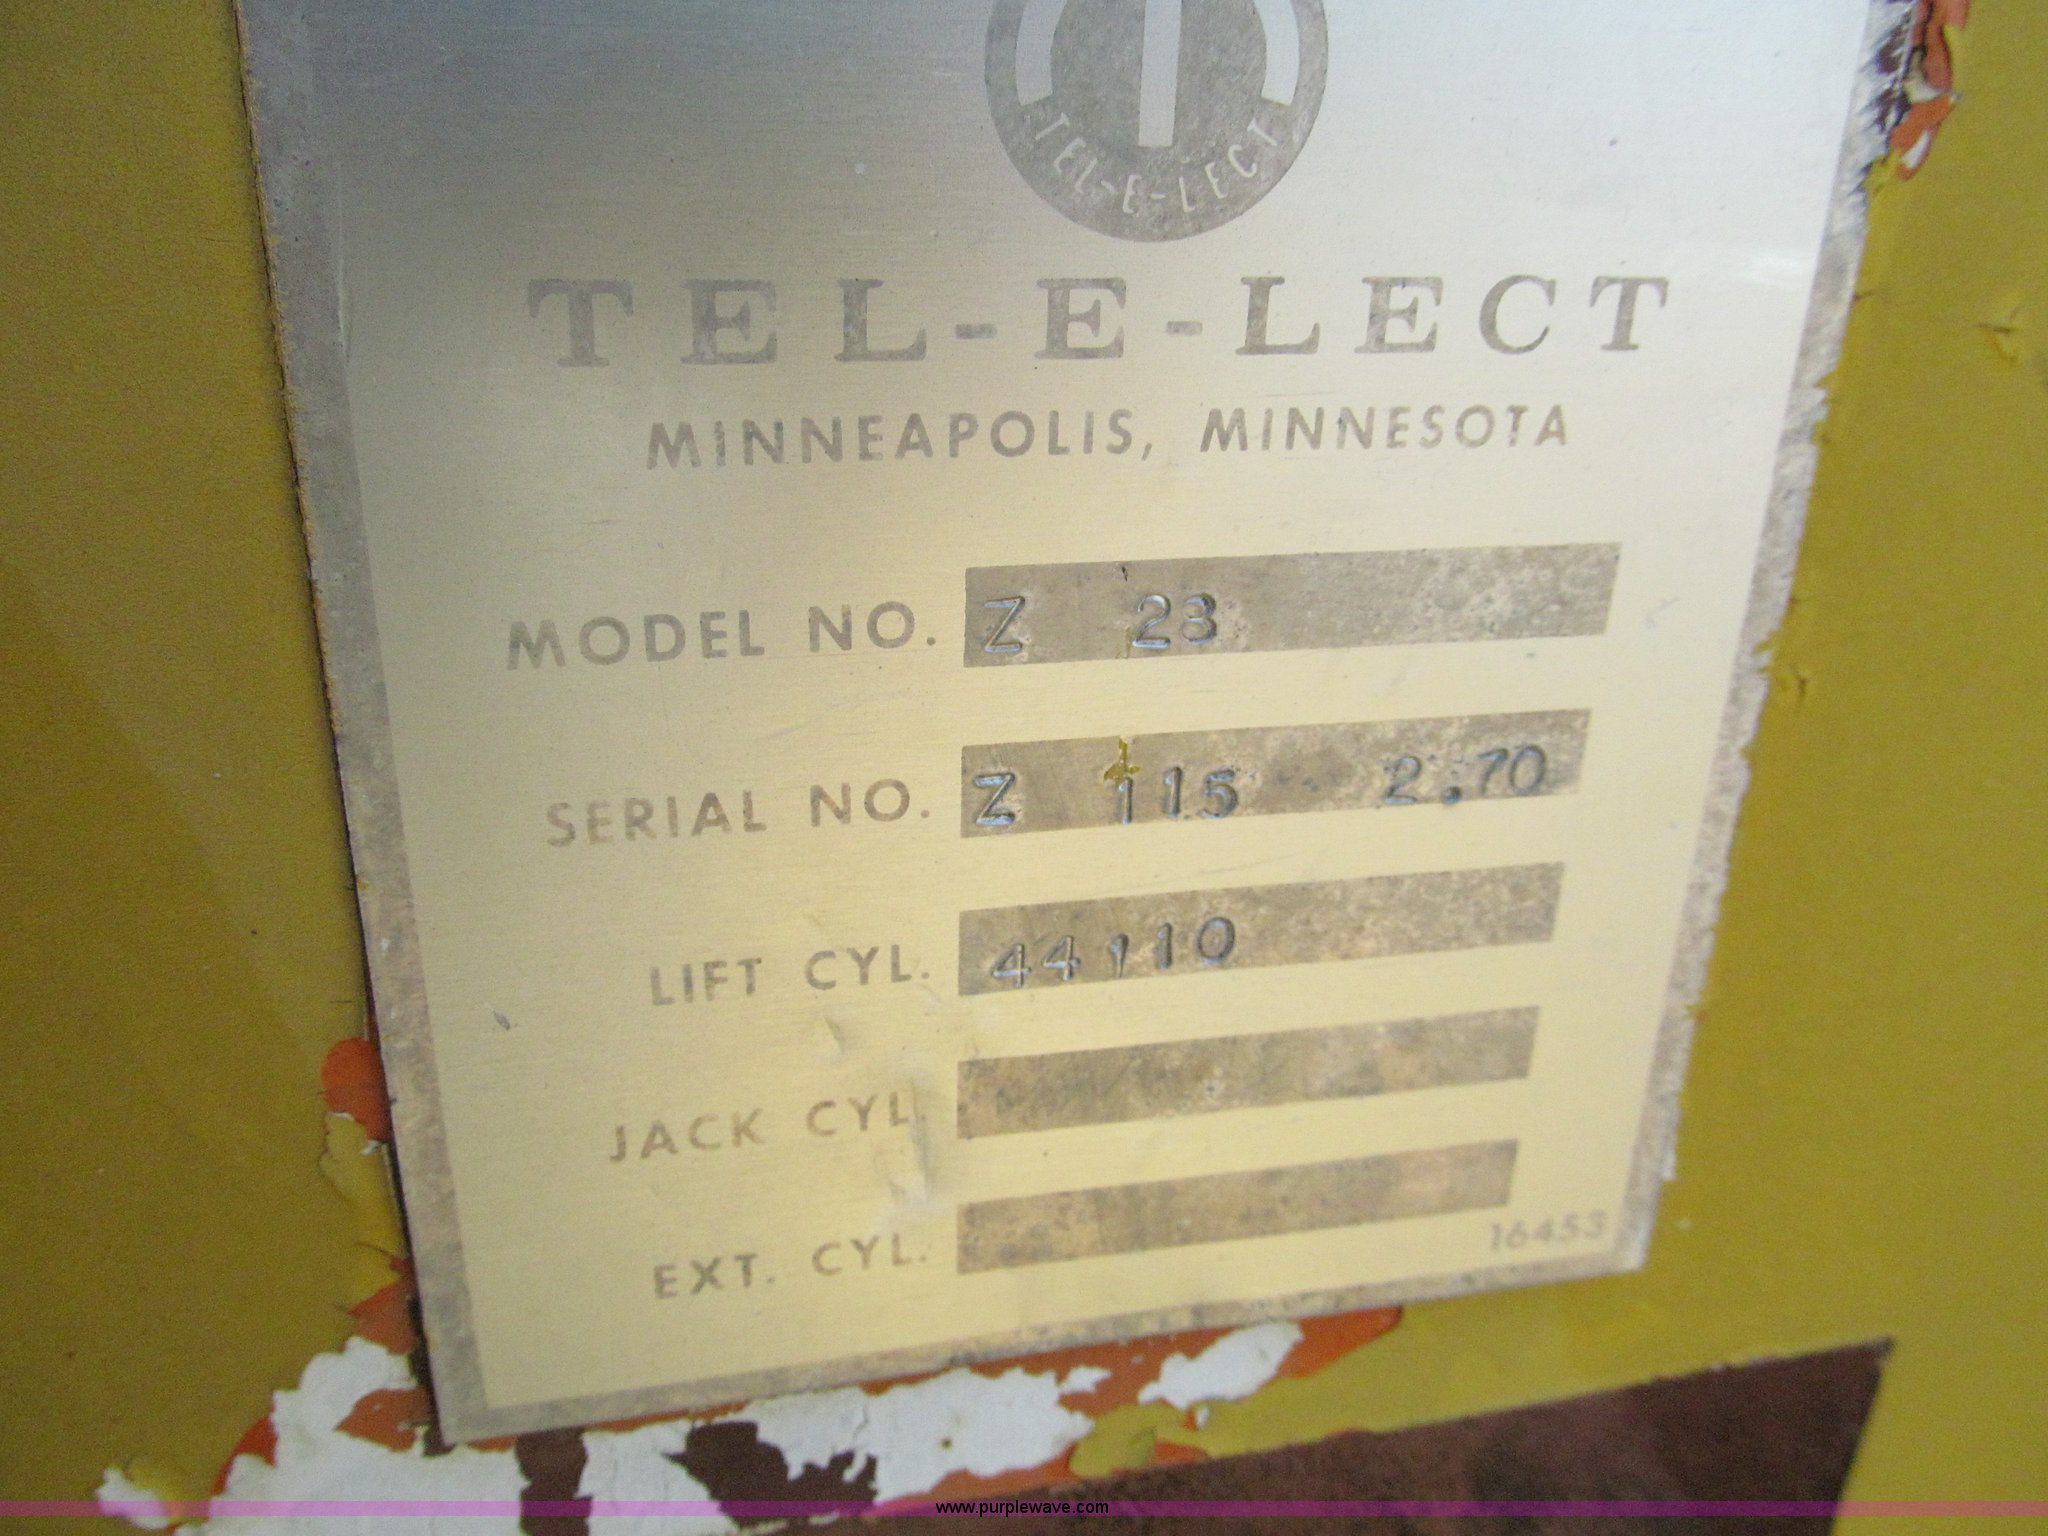 TEL-E-LECT
TEL-E-LECT
MINNEAPOLIS, MINNESOTA
MODEL NO. Z 23
SERIAL NO. Z 115 2.70
LIFT CYL. 44110
JACK CYL.
EXT. CYL.
16453
www.purplewave.com